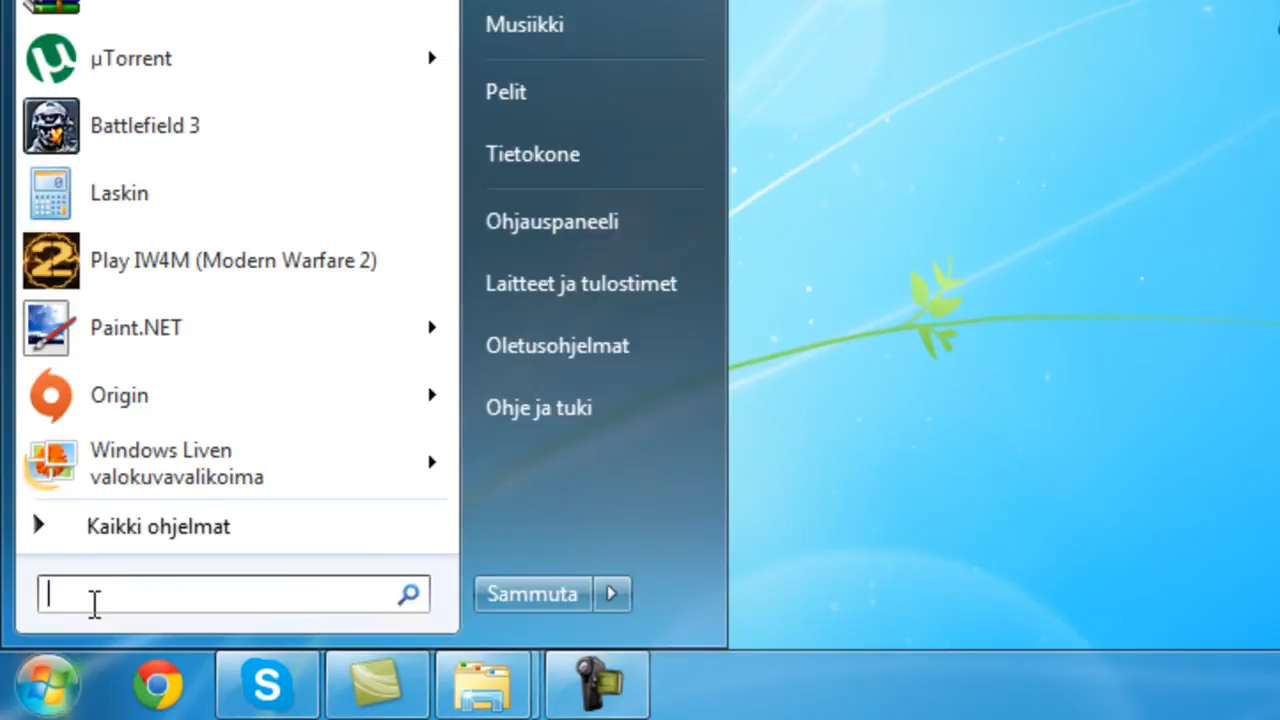 µTorrent
Battlefield 3
Laskin
Play IW4M (Modern Warfare 2)
Paint.NET
Origin
Windows Liven
valokuvavalikoima
Kaikki ohjelmat
Musiikki
Pelit
Tietokone
Ohjauspaneeli
Laitteet ja tulostimet
Oletusohjelmat
Ohje ja tuki
Sammuta